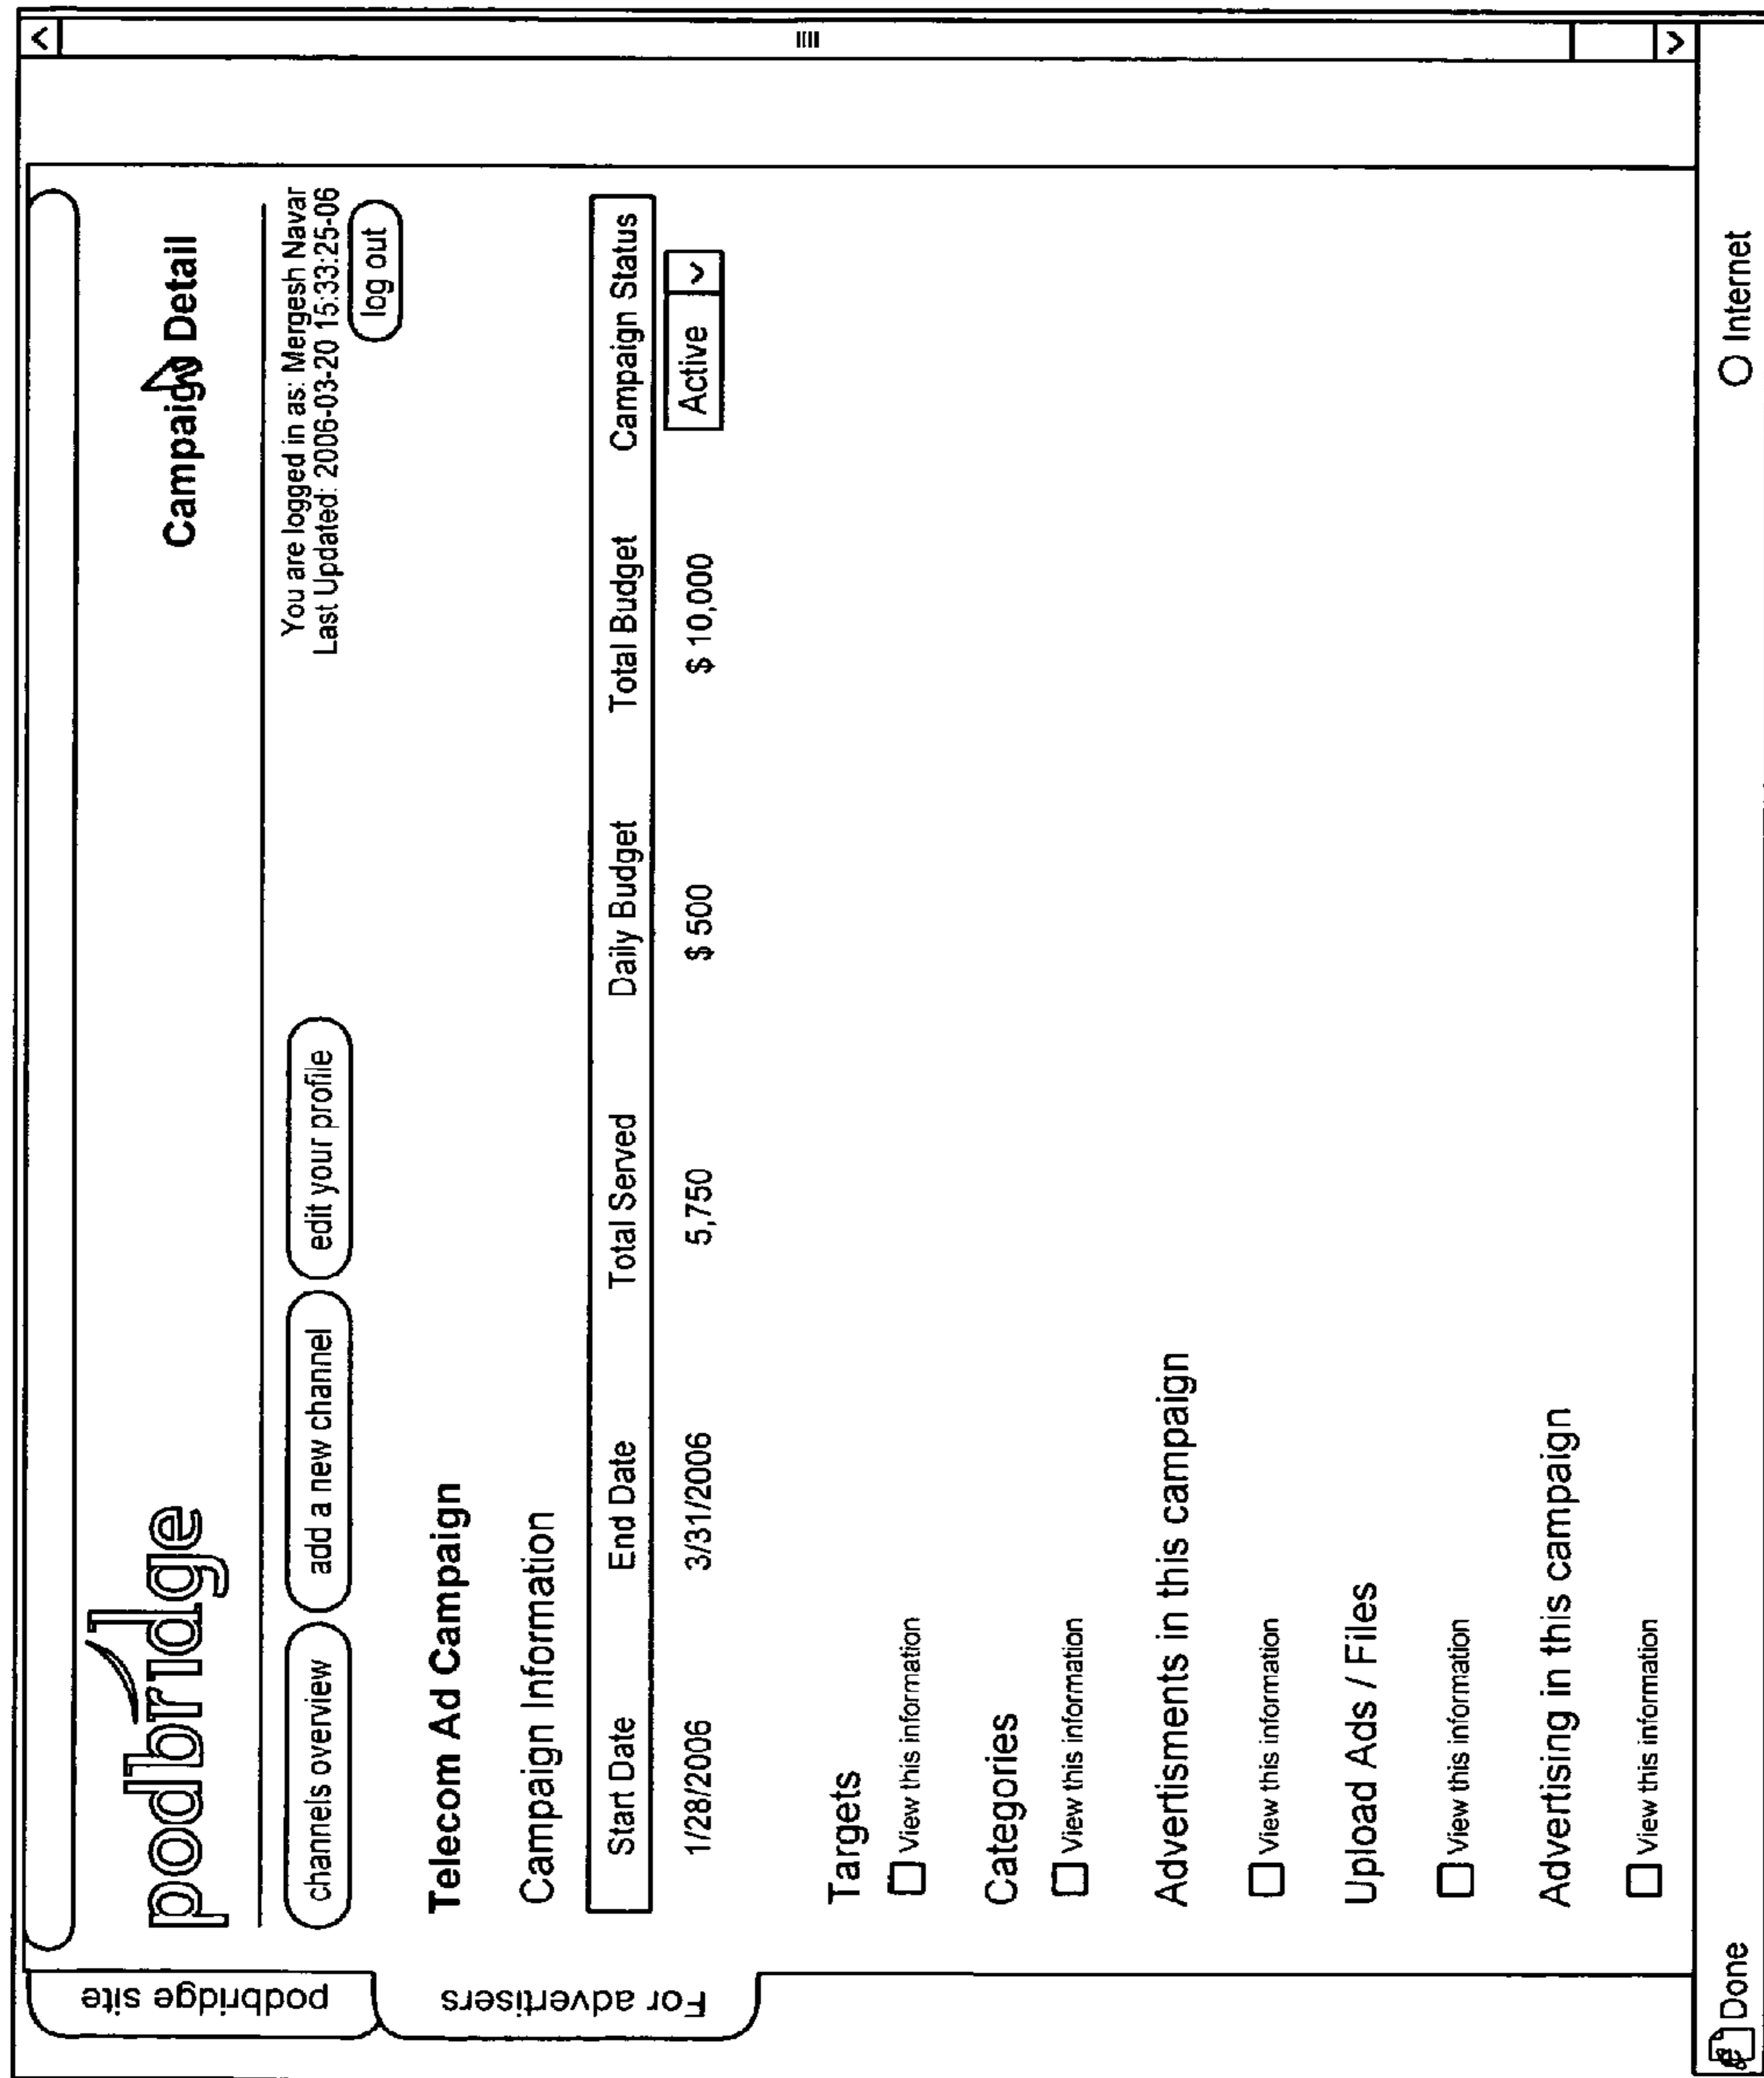 podbridge site
For advertisers
podbridge
Campaign Detail
channels overview
add a new channel
edit your profile
You are logged in as: Mergesh Navar
Last Updated: 2006-03-20 15:33:25-06
log out
Telecom Ad Campaign
Campaign Information
Start Date End Date Total Served Daily Budget Total Budget Campaign Status
1/28/2006 3/31/2006 5,750 $ 500 $ 10,000 Active
Targets
View this information
Categories
View this information
Advertisments in this campaign
View this information
Upload Ads / Files
View this information
Advertising in this campaign
View this information
Done
Internet